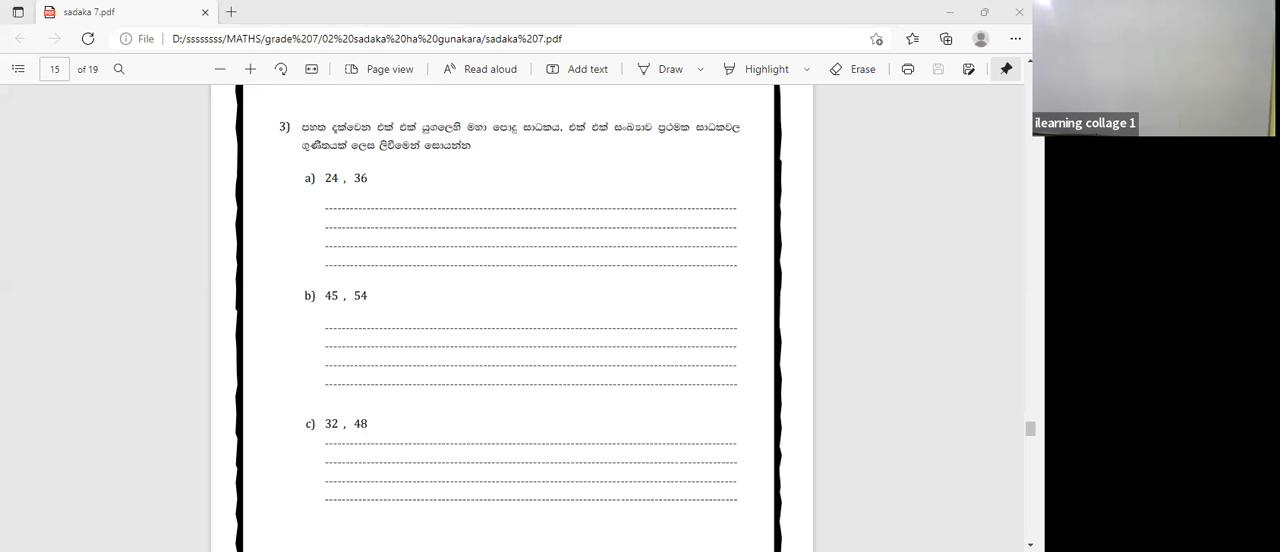 sadaka 7.pdf
File D:/ssssssss/MATHS/grade%207/02%20sadaka%20ha%20gunakara/sadaka%207.pdf
15 of 19 Page view Read aloud Add text Draw Highlight Erase
ilearning collage 1
3) පහත දැක්වෙන එක් එක් යුගලෙහි මහා පොදු සාධකය, එක් එක් සංඛ්‍යාව ප්‍රථමක සාධකවල
ගුණීතයක් ලෙස ලිවීමෙන් සොයන්න
a) 24 , 36
b) 45 , 54
c) 32 , 48